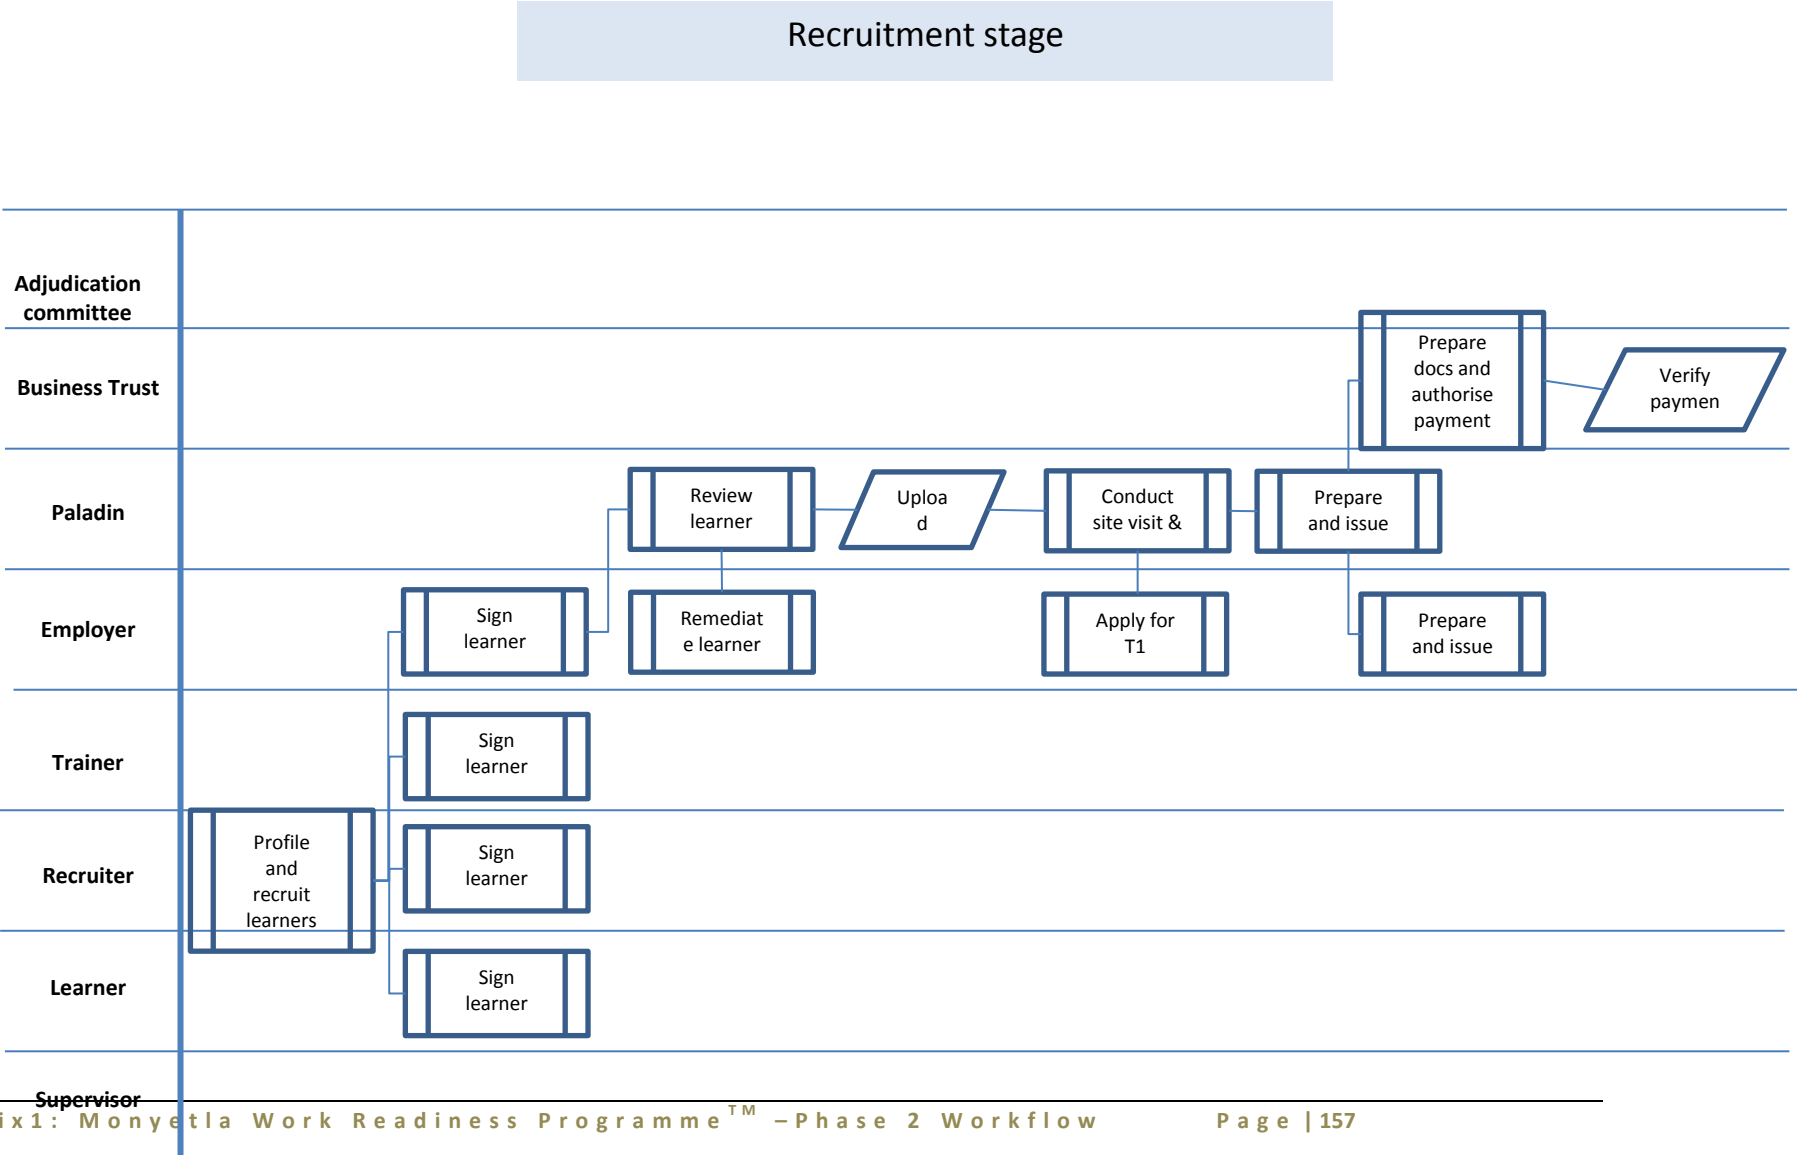 Recruitment stage
Adjudication
committee
Business Trust
Prepare
docs and
authorise
payment
Verify
paymen
Paladin
Review
learner
Uploa
d
Conduct
site visit &
Prepare
and issue
Employer
Sign
learner
Remediat
e learner
Apply for
T1
Prepare
and issue
Trainer
Sign
learner
Recruiter
Profile
and
recruit
learners
Sign
learner
Learner
Sign
learner
Supervisor
ix1: Monyetla Work Readiness Programme™ –Phase 2 Workflow Page |157